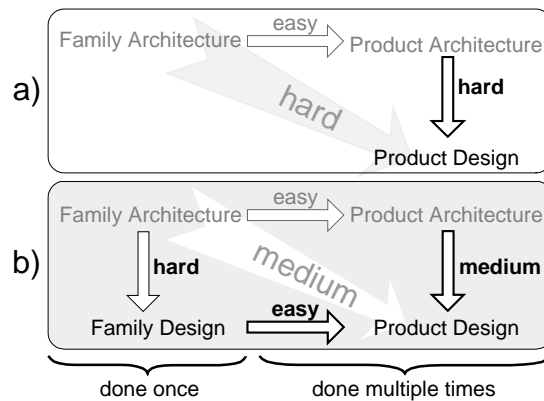 a)
Family Architecture
easy
Product Architecture
hard
hard
Product Design
b)
Family Architecture
easy
Product Architecture
hard
medium
medium
Family Design
easy
Product Design
done once
done multiple times